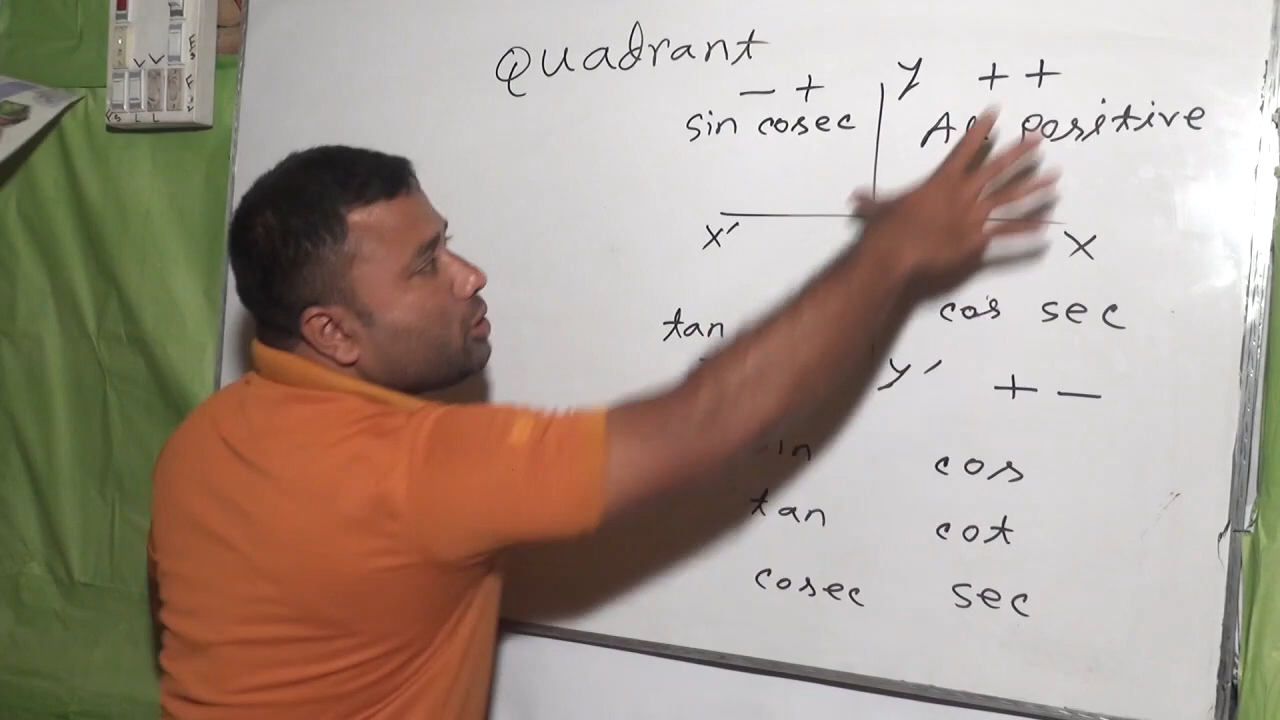 Quadrant
− + y + +
sin cosec positive
x′ x
tan cos sec
y′ + −
cos
tan cot
cosec sec